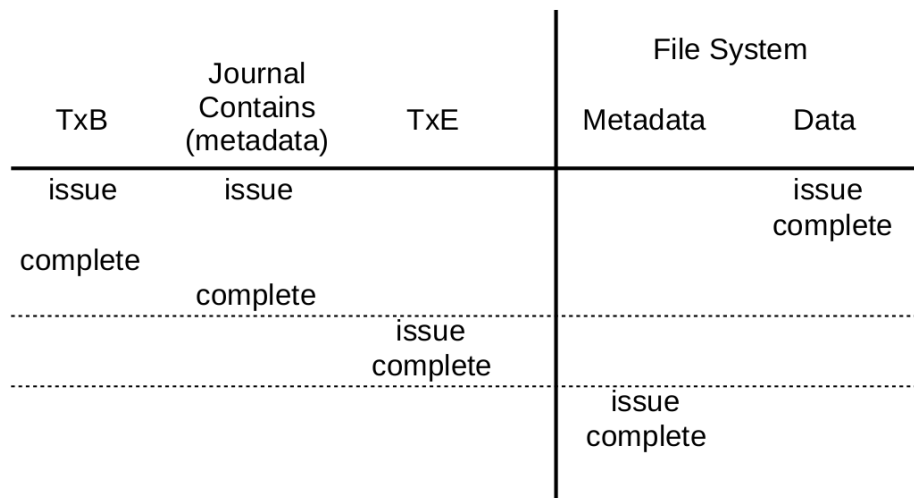 File System
Journal
Contains
(metadata)
TxB
TxE
Metadata
Data
issue issue issue
complete
complete
complete
issue
complete
issue
complete